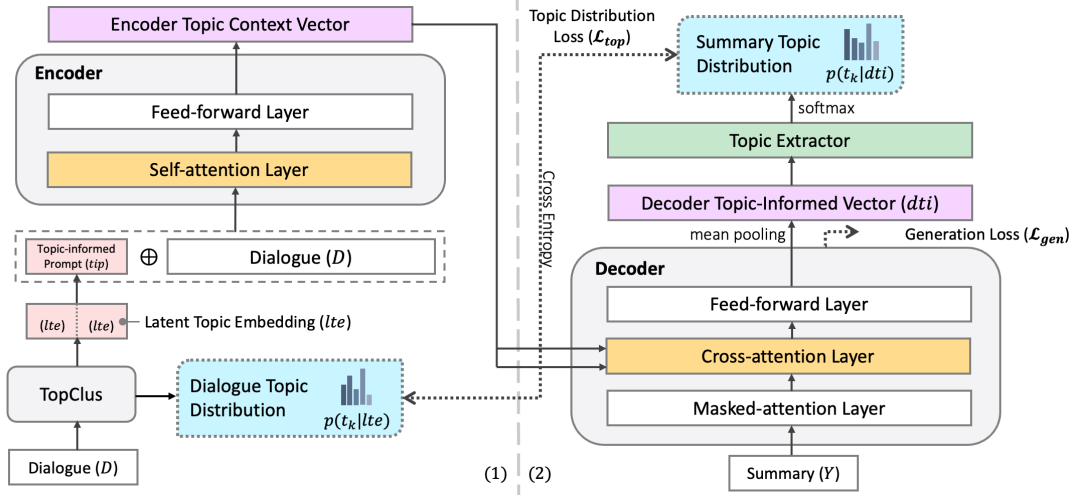 Encoder Topic Context Vector
Encoder
Feed-forward Layer
Self-attention Layer
Topic-informed
Prompt (tip)
⊕
Dialogue (D)
(lte)
(lte)
Latent Topic Embedding (lte)
TopClus
Dialogue Topic
Distribution
p(t_k|lte)
Dialogue (D)
(1)
(2)
Topic Distribution
Loss (ℒ_top)
Cross Entropy
Summary Topic
Distribution
p(t_k|dti)
softmax
Topic Extractor
Decoder Topic-Informed Vector (dti)
mean pooling
Generation Loss (ℒ_gen)
Decoder
Feed-forward Layer
Cross-attention Layer
Masked-attention Layer
Summary (Y)